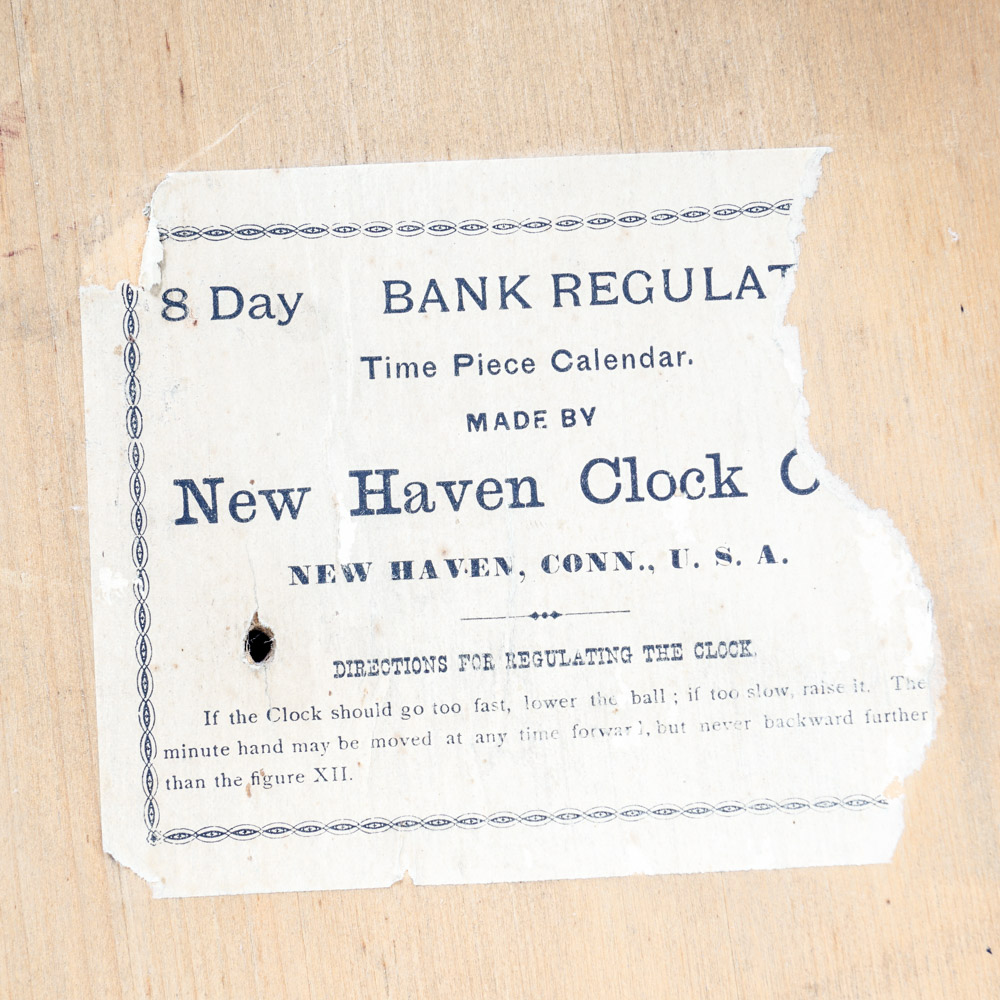 8 Day BANK REGULAT
Time Piece Calendar.
MADE BY
New Haven Clock C
NEW HAVEN, CONN., U. S. A.
DIRECTIONS FOR REGULATING THE CLOCK.
If the Clock should go too fast, lower the ball ; if too slow, raise it. The
minute hand may be moved at any time forward, but never backward further
than the figure XII.